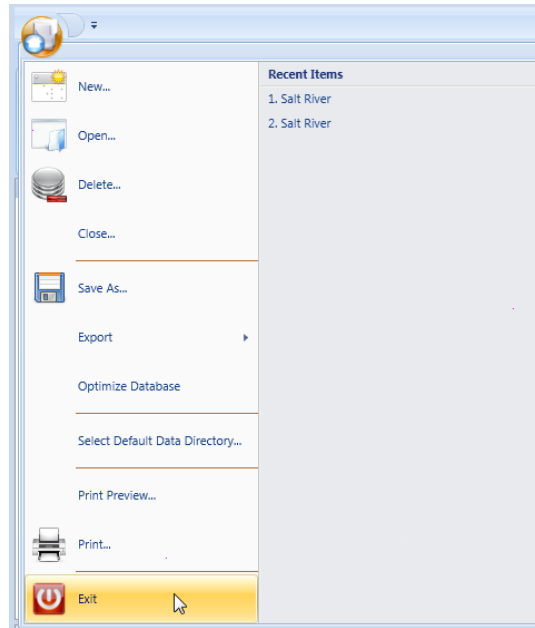 New...
Open...
Delete...
Close...
Save As...
Export
Optimize Database
Select Default Data Directory...
Print Preview...
Print...
Exit
Recent Items
1. Salt River
2. Salt River